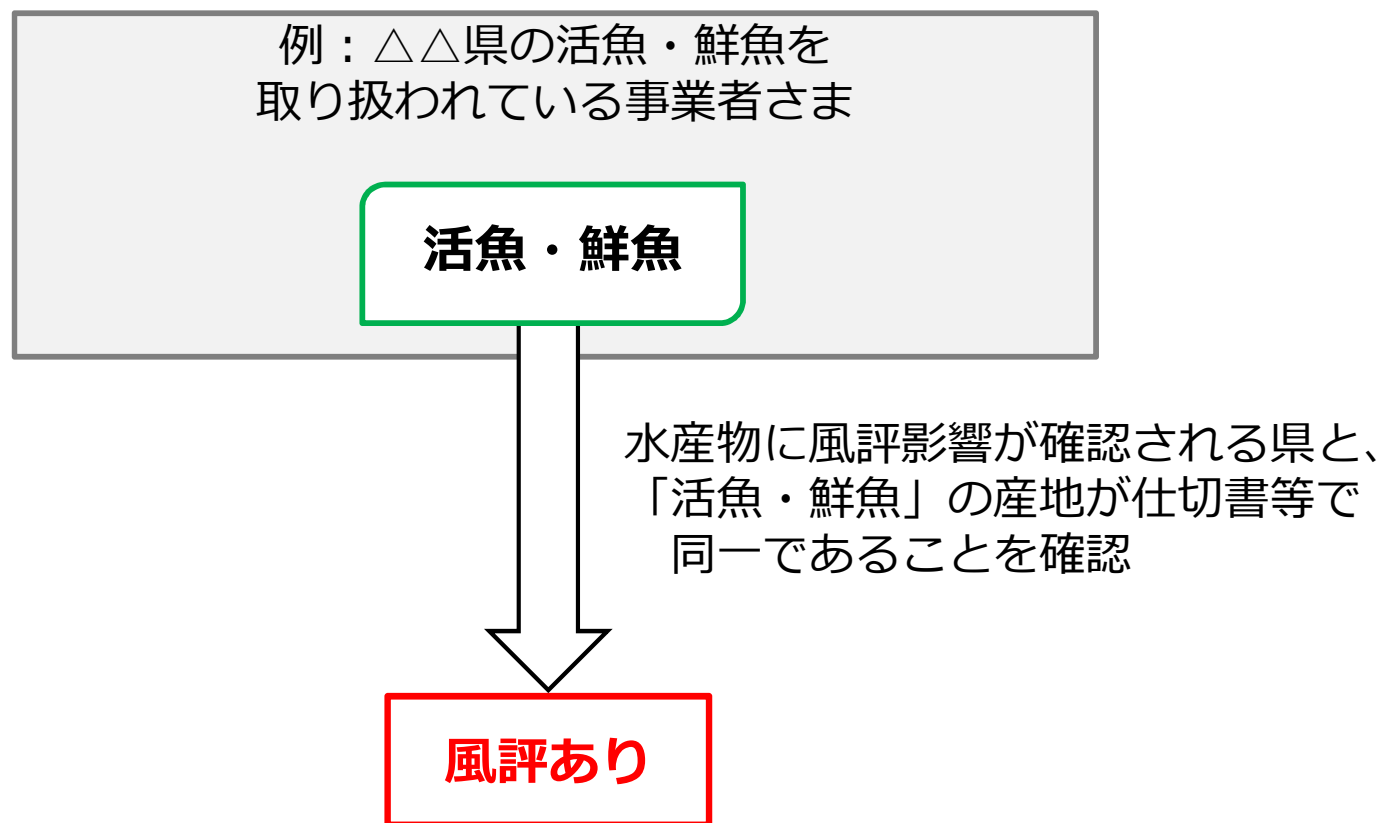 例：△△県の活魚・鮮魚を
取り扱われている事業者さま
活魚・鮮魚
水産物に風評影響が確認される県と、
「活魚・鮮魚」の産地が仕切書等で
同一であることを確認
風評あり